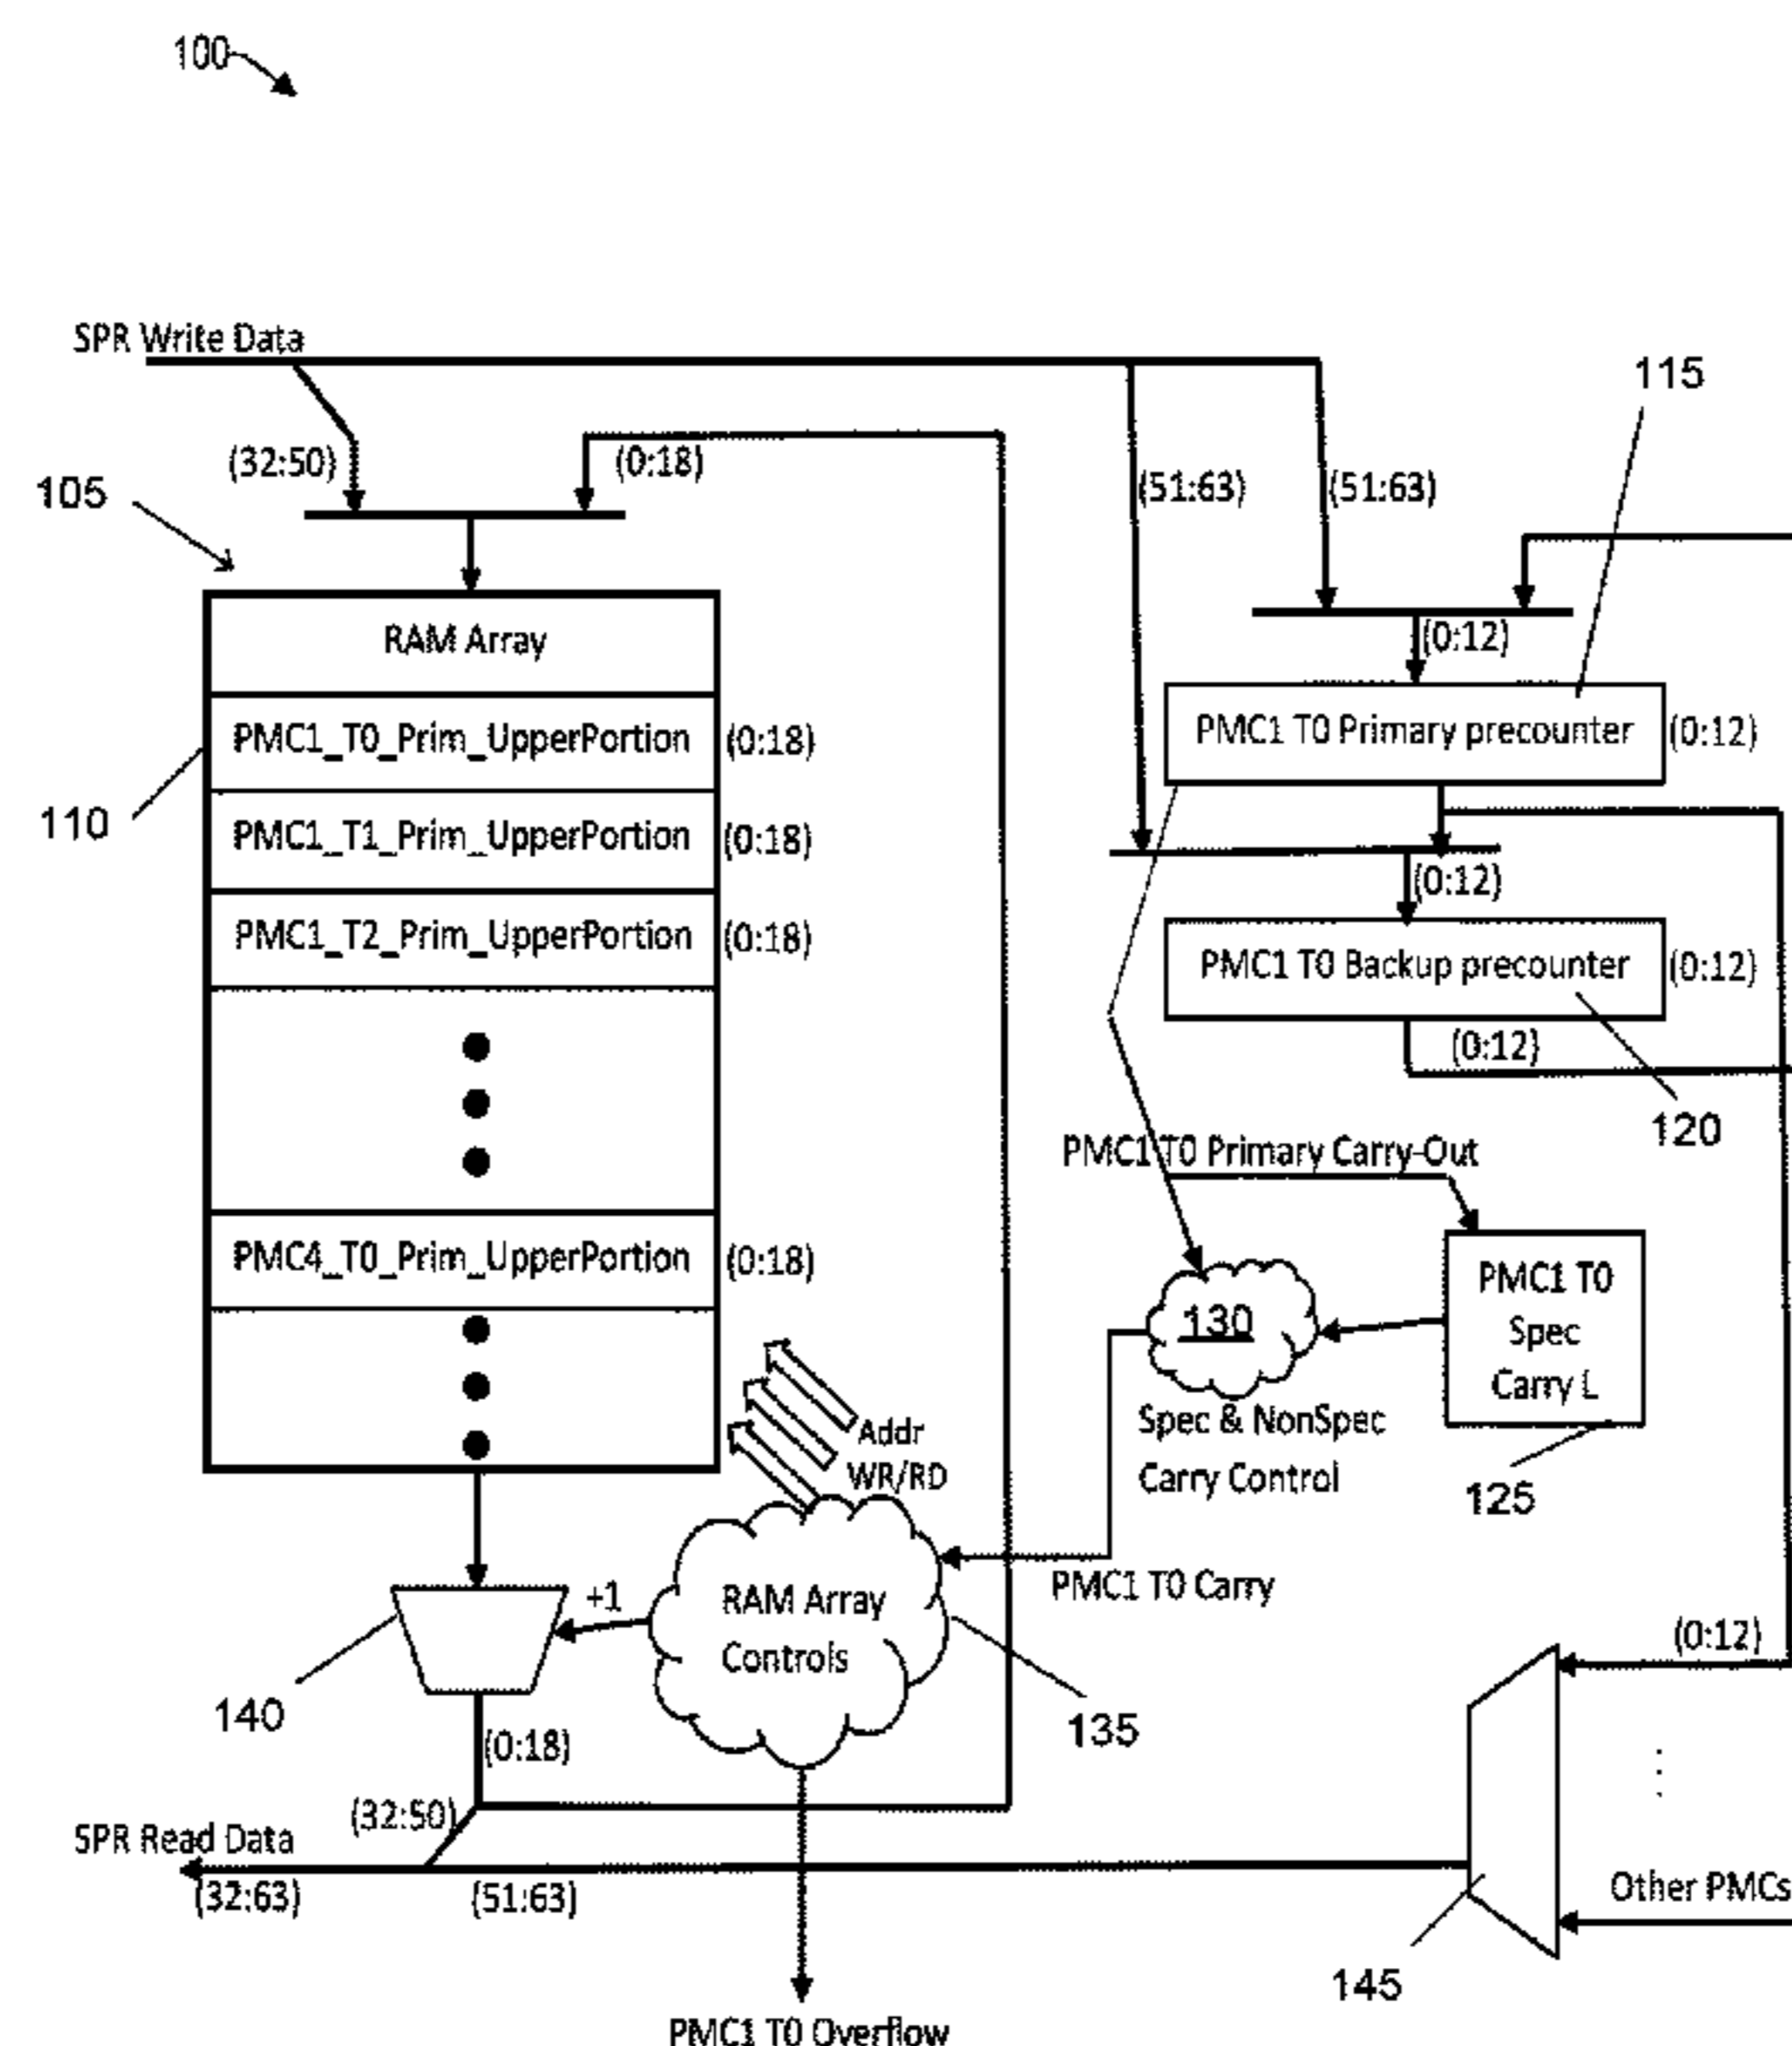 100
SPR Write Data
115
(32:50)
(0:18)
(51:63)
(51:63)
105
RAM Array
(0:12)
PMC1_T0_Prim_UpperPortion
(0:18)
PMC1 T0 Primary precounter
(0:12)
110
PMC1_T1_Prim_UpperPortion
(0:18)
(0:12)
PMC1_T2_Prim_UpperPortion
(0:18)
PMC1 T0 Backup precounter
(0:12)
(0:12)
120
PMC1 T0 Primary Carry-Out
PMC4_T0_Prim_UpperPortion
(0:18)
130
PMC1 T0
Spec
Carry L
Spec & NonSpec
Carry Control
125
Addr
WR/RD
PMC1 T0 Carry
+1
RAM Array
Controls
(0:12)
140
135
(0:18)
(32:50)
SPR Read Data
(32:63)
(51:63)
Other PMCs
145
PMC1 T0 Overflow